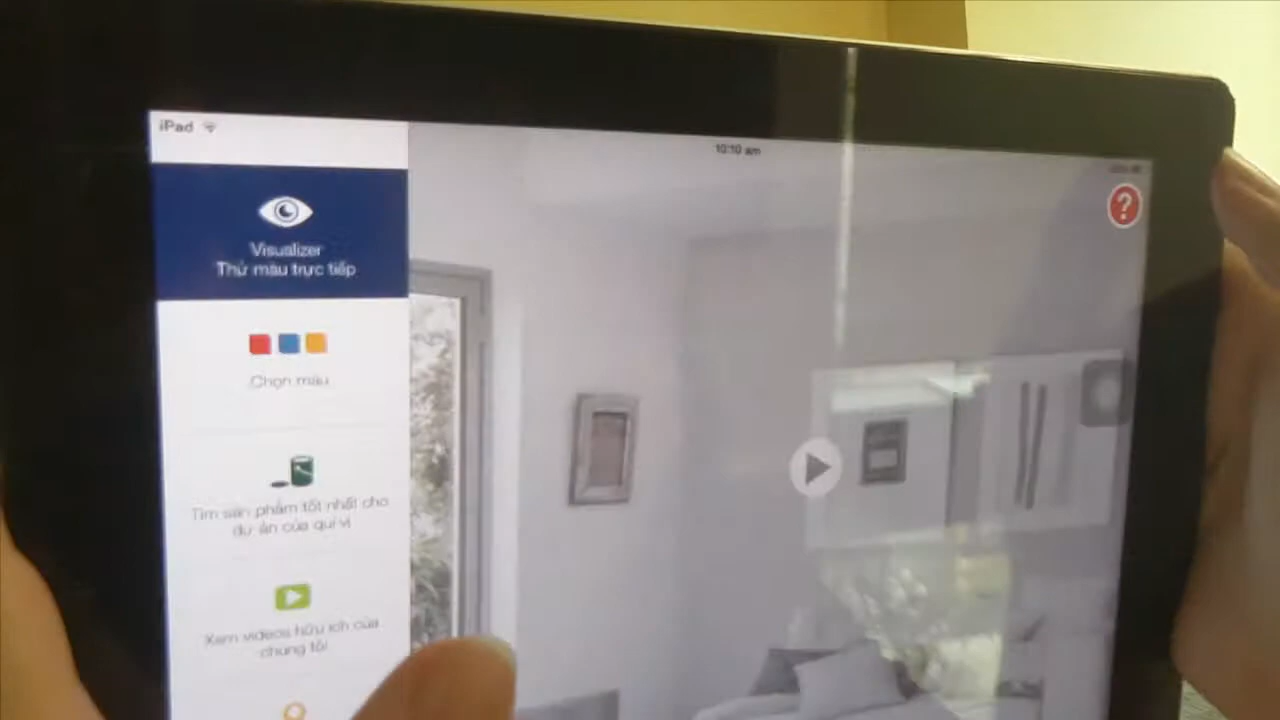 iPad
10:10 am
?
Visualizer
Thử màu trực tiếp
Chọn màu
Tìm sản phẩm tốt nhất cho
dự án của quí vị
Xem videos hữu ích của
chúng tôi